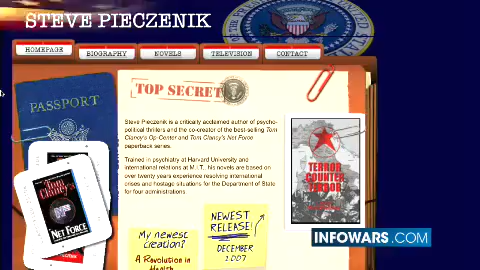 STEVE PIECZENIK
HOMEPAGE
BIOGRAPHY
NOVELS
TELEVISION
CONTACT
TOP SECRET
PASSPORT
Steve Pieczenik is a critically acclaimed author of psycho-
political thrillers and the co-creator of the best-selling Tom
Clancy's Op-Center and Tom Clancy's Net Force
paperback series.
Trained in psychiatry at Harvard University and
international relations at M.I.T., his novels are based on
over twenty years experience resolving international
crises and hostage situations for the Department of State
for four administrations
TERROR
COUNTER
TERROR
TOM
CLANCY'S
NET FORCE
My newest
creation?
A Revolution in
Health
NEWEST
RELEASE!
DECEMBER
2007
INFOWARS.COM